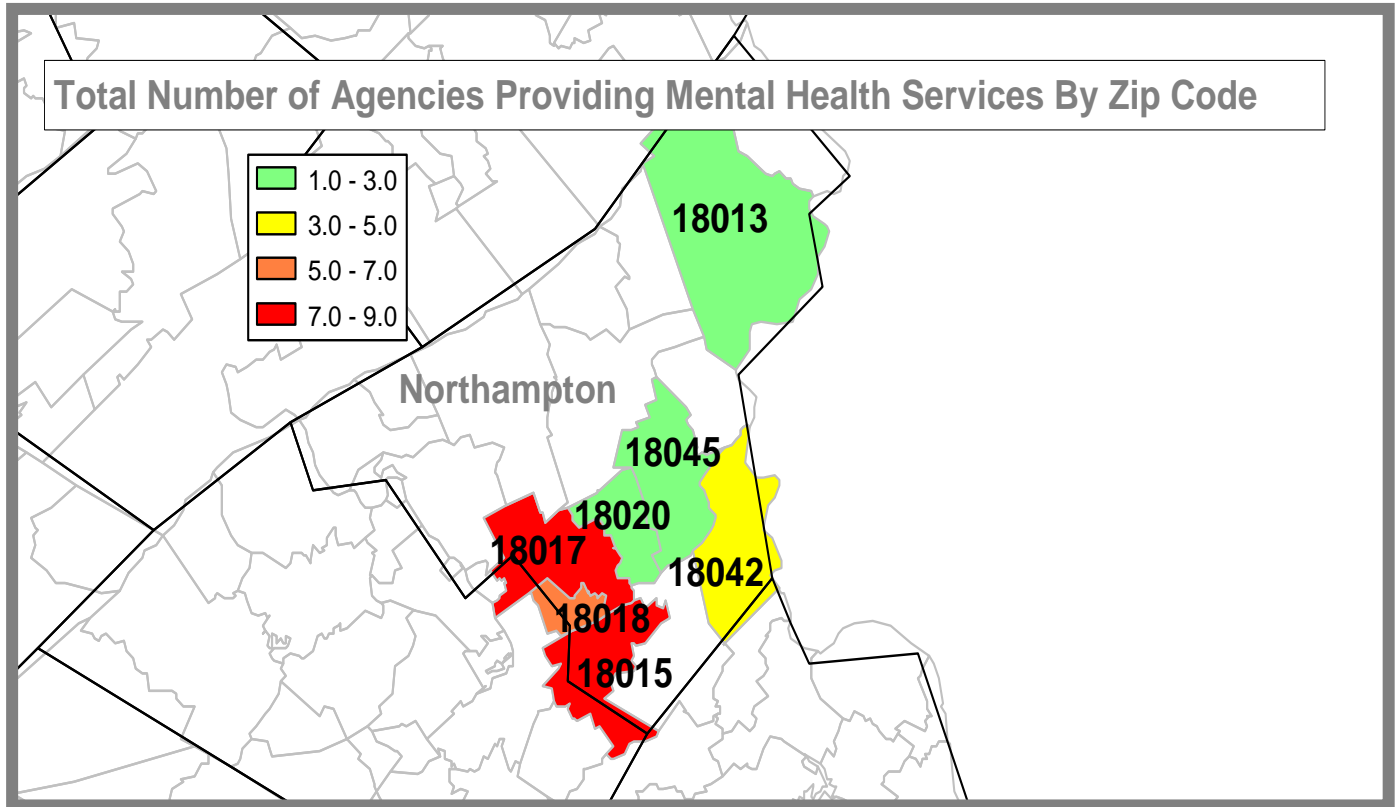 Total Number of Agencies Providing Mental Health Services By Zip Code
1.0 - 3.0
3.0 - 5.0
5.0 - 7.0
7.0 - 9.0
18013
Northampton
18045
18020
18017
18042
18018
18015